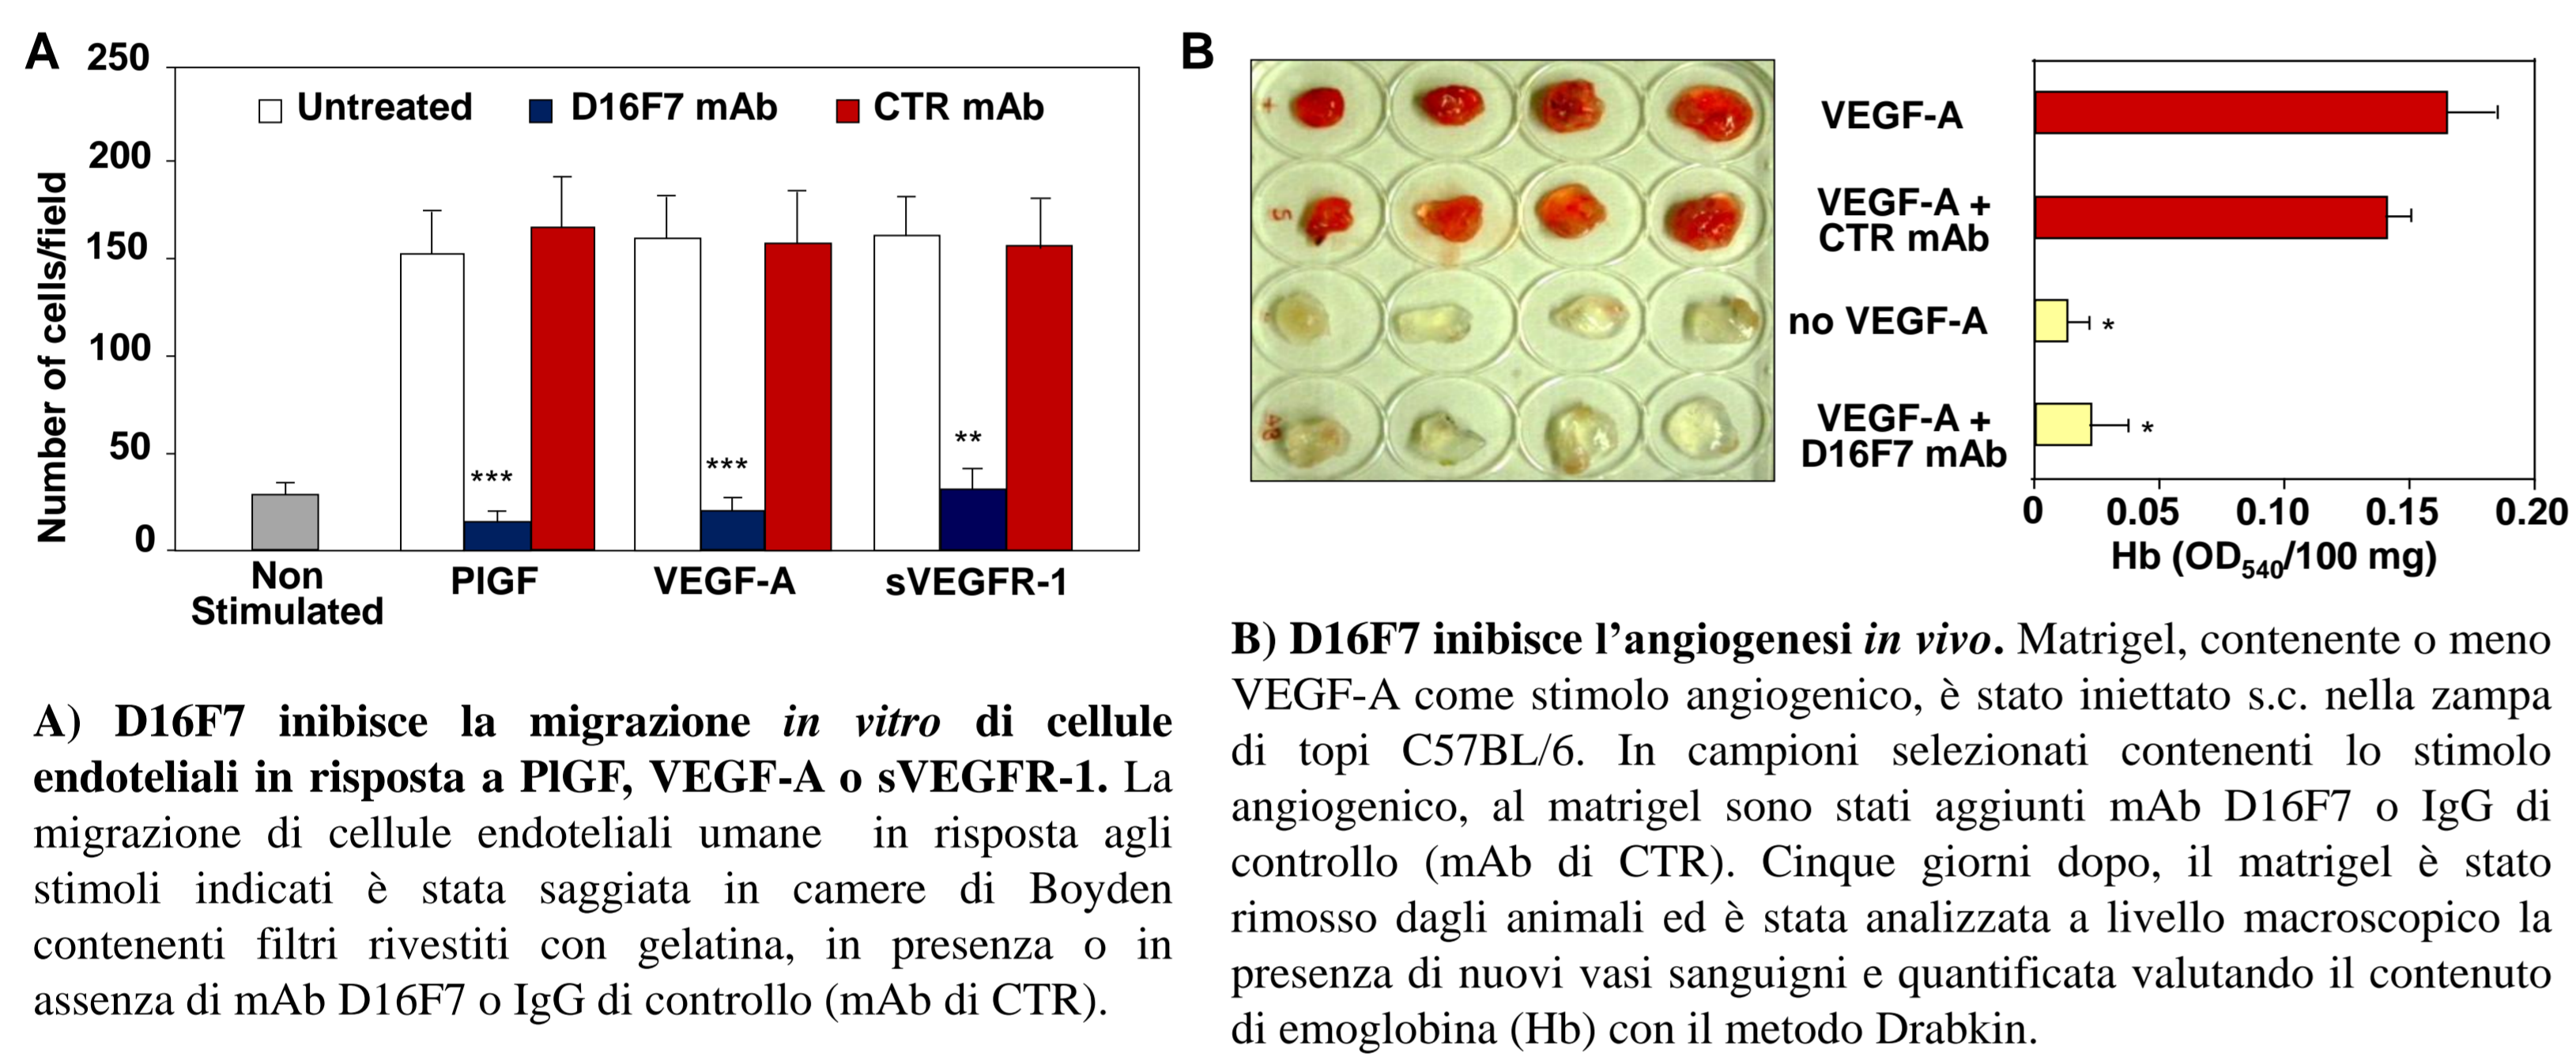 A
250
200
150
100
50
0
Number of cells/field
Untreated
D16F7 mAb
CTR mAb
***
***
**
Non
Stimulated
PlGF
VEGF-A
sVEGFR-1
A) D16F7 inibisce la migrazione in vitro di cellule
endoteliali in risposta a PlGF, VEGF-A o sVEGFR-1. La
migrazione di cellule endoteliali umane in risposta agli
stimoli indicati è stata saggiata in camere di Boyden
contenenti filtri rivestiti con gelatina, in presenza o in
assenza di mAb D16F7 o IgG di controllo (mAb di CTR).
B
VEGF-A
VEGF-A +
CTR mAb
no VEGF-A
*
VEGF-A +
D16F7 mAb
*
0
0.05
0.10
0.15
0.20
Hb (OD540/100 mg)
B) D16F7 inibisce l’angiogenesi in vivo. Matrigel, contenente o meno
VEGF-A come stimolo angiogenico, è stato iniettato s.c. nella zampa
di topi C57BL/6. In campioni selezionati contenenti lo stimolo
angiogenico, al matrigel sono stati aggiunti mAb D16F7 o IgG di
controllo (mAb di CTR). Cinque giorni dopo, il matrigel è stato
rimosso dagli animali ed è stata analizzata a livello macroscopico la
presenza di nuovi vasi sanguigni e quantificata valutando il contenuto
di emoglobina (Hb) con il metodo Drabkin.